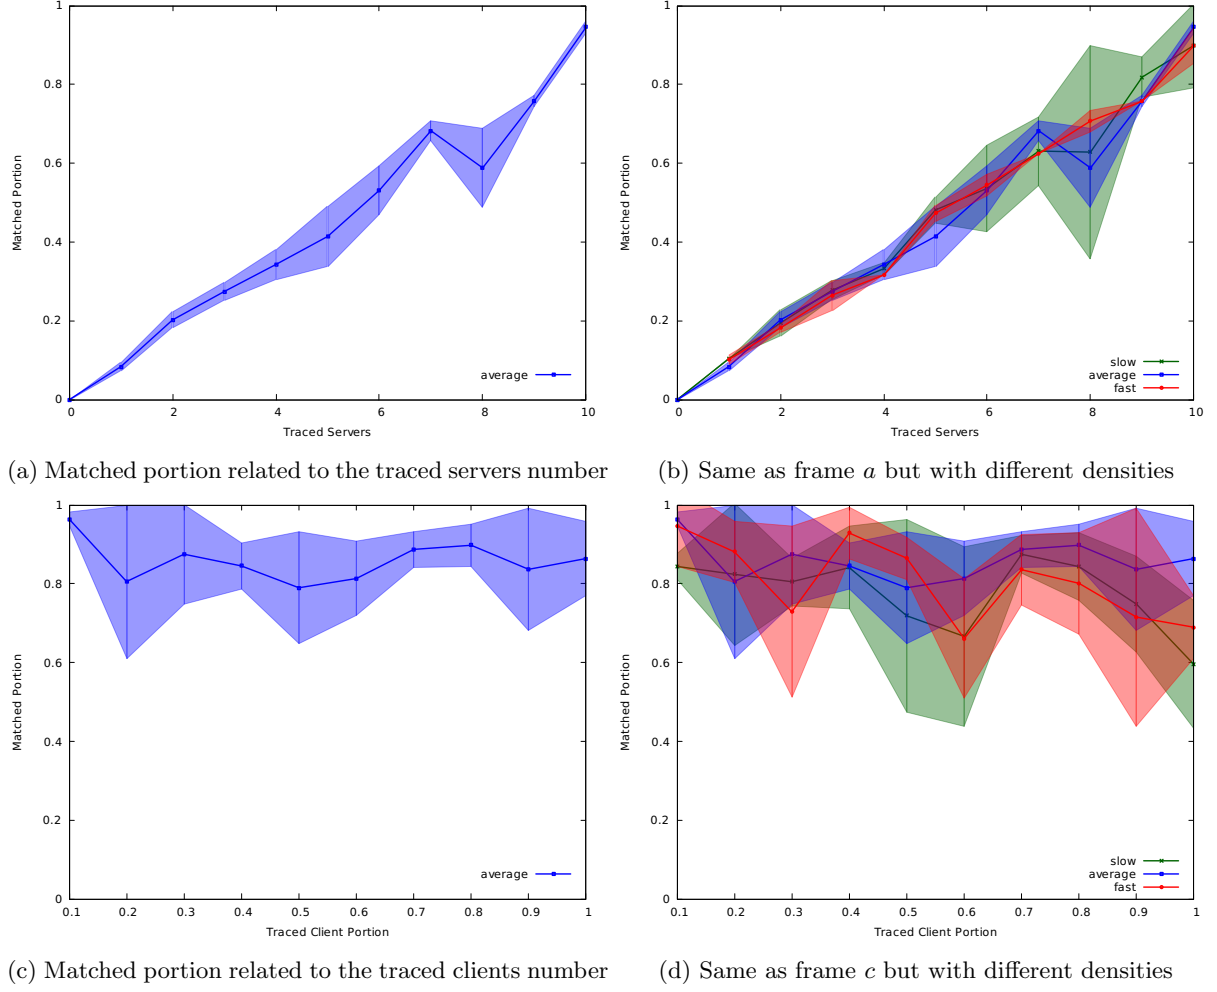 1
0.8
0.6
0.4
0.2
0
0 2 4 6 8 10
Matched Portion
Traced Servers
average
(a) Matched portion related to the traced servers number
1
0.8
0.6
0.4
0.2
0
0 2 4 6 8 10
Matched Portion
Traced Servers
slow
average
fast
(b) Same as frame a but with different densities
1
0.8
0.6
0.4
0.2
0
0.1 0.2 0.3 0.4 0.5 0.6 0.7 0.8 0.9 1
Matched Portion
Traced Client Portion
average
(c) Matched portion related to the traced clients number
1
0.8
0.6
0.4
0.2
0
0.1 0.2 0.3 0.4 0.5 0.6 0.7 0.8 0.9 1
Matched Portion
Traced Client Portion
slow
average
fast
(d) Same as frame c but with different densities